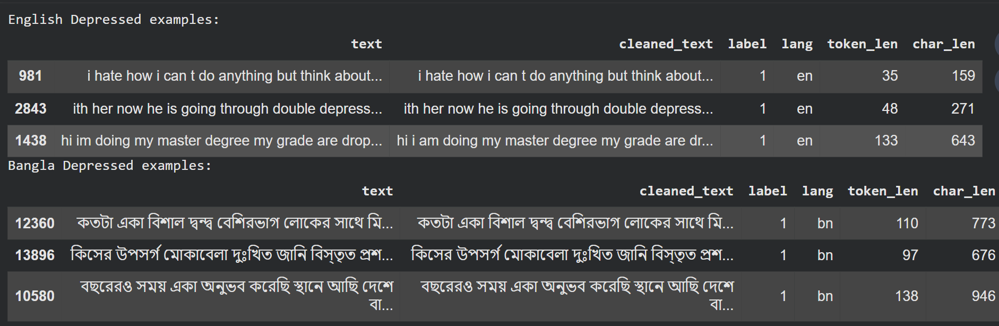 English Depressed examples:
text cleaned_text label lang token_len char_len
981 i hate how i can t do anything but think about... i hate how i can t do anything but think about... 1 en 35 159
2843 ith her now he is going through double depress... ith her now he is going through double depress... 1 en 48 271
1438 hi im doing my master degree my grade are drop... hi i am doing my master degree my grade are dr... 1 en 133 643
Bangla Depressed examples:
text cleaned_text label lang token_len char_len
12360 কতটা একা বিশাল দ্বন্দ্ব বেশিরভাগ লোকের সাথে মি... কতটা একা বিশাল দ্বন্দ্ব বেশিরভাগ লোকের সাথে মি... 1 bn 110 773
13896 কিসের উপসর্গ মোকাবেলা দুঃখিত জানি বিস্তৃত প্রশ... কিসের উপসর্গ মোকাবেলা দুঃখিত জানি বিস্তৃত প্রশ... 1 bn 97 676
10580 বছরেরও সময় একা অনুভব করেছি স্থানে আছি দেশে বছরেরও সময় একা অনুভব করেছি স্থানে আছি দেশে 1 bn 138 946
বা... বা...